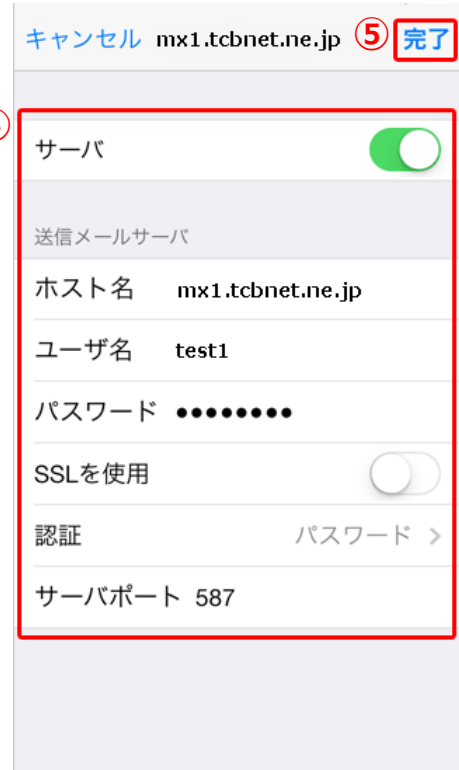 キャンセル mx1.tcbnet.ne.jp ⑤ 完了
サーバ
送信メールサーバ
ホスト名 mx1.tcbnet.ne.jp
ユーザ名 test1
パスワード ●●●●●●●●
SSLを使用
認証 パスワード >
サーバポート 587